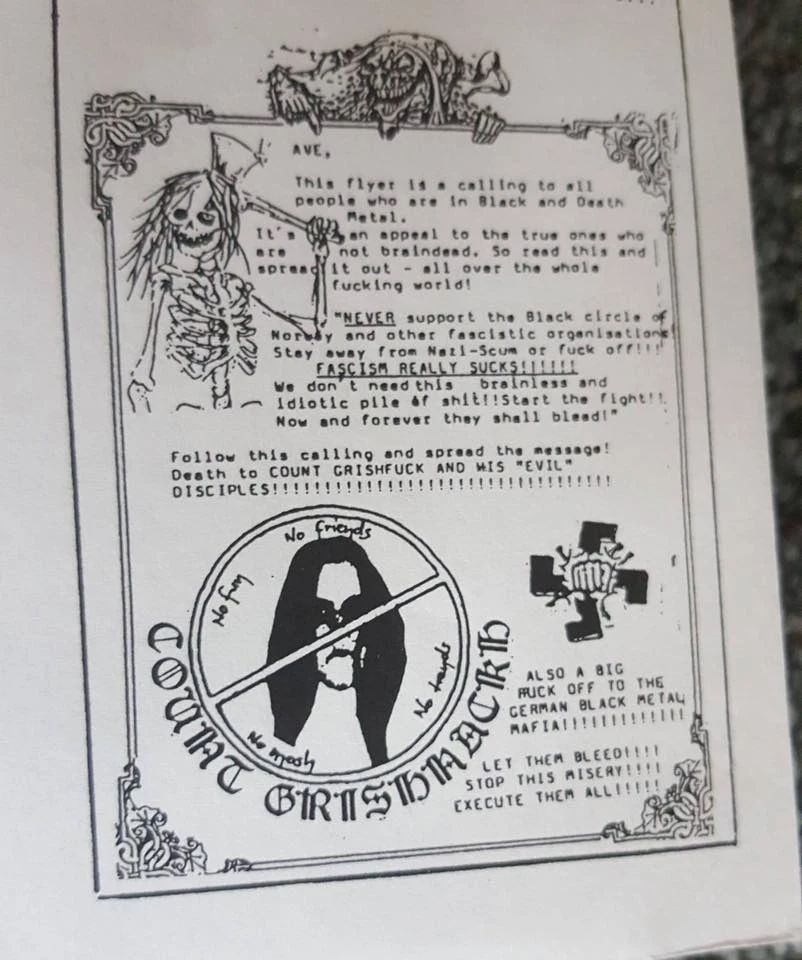 AVE,
This flyer is a calling to all
people who are in Black and Death
Metal.
It's an appeal to the true ones who
are not braindead. So read this and
spread it out - all over the whole
fucking world!
"NEVER support the Black circle of
Norway and other fascistic organisations
Stay away from Nazi-Scum or fuck off!!!
FASCISM REALLY SUCKS!!!!!!
We don't need this brainless and
idiotic pile of shit!!Start the fight!!
Now and forever they shall bleed!"
Follow this calling and spread the message!
Death to COUNT GRISHFUCK AND HIS "EVIL"
DISCIPLES!!!!!!!!!!!!!!!!!!!!!!!!!!!!!!!!!
No friends
No fun
No trends
No mosh
COUNT GRISHNACKH
ALSO A BIG
FUCK OFF TO THE
GERMAN BLACK METAL
MAFIA!!!!!!!!!!!!!
LET THEM BLEED!!!!
STOP THIS MISERY!!!!
EXECUTE THEM ALL!!!!!